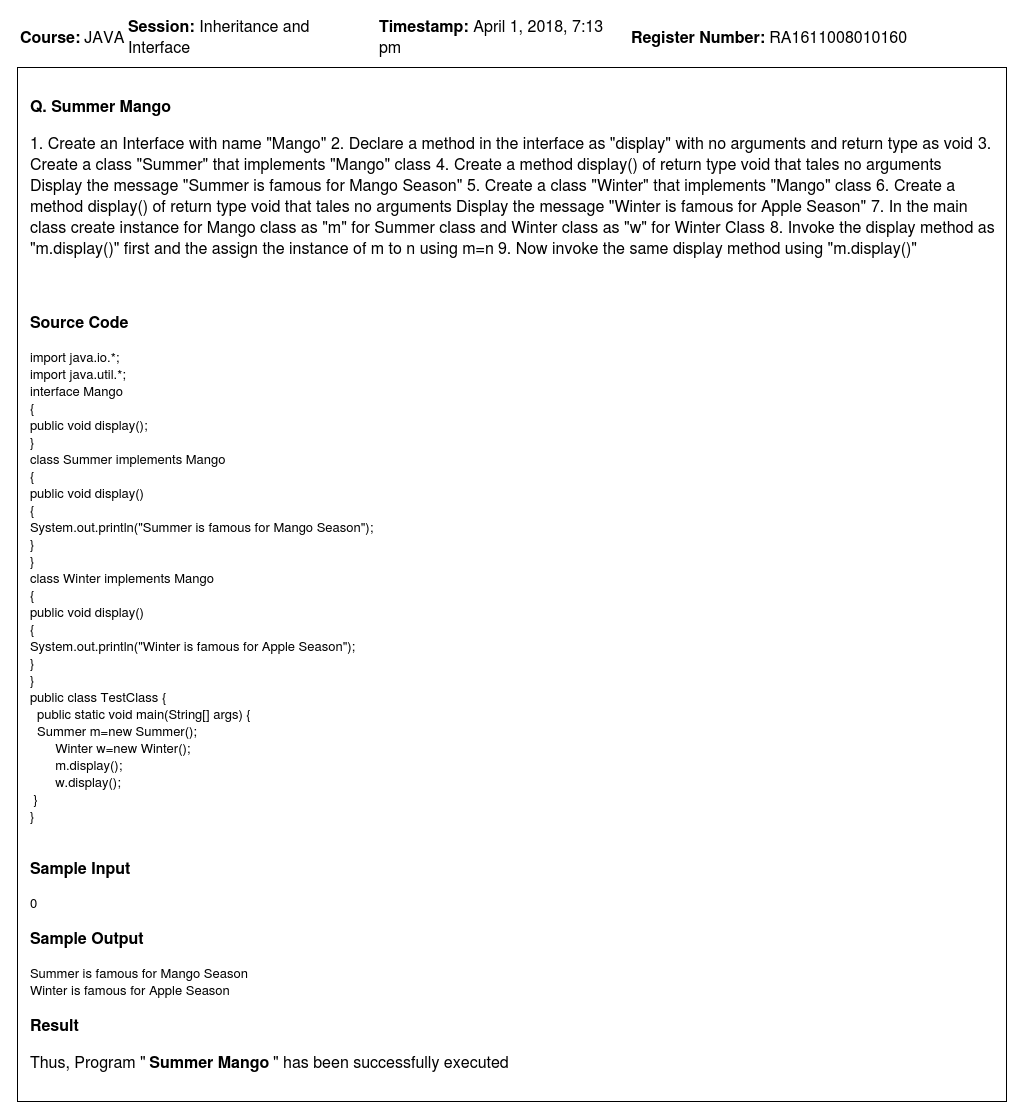 Course: JAVA Session: Inheritance and Interface Timestamp: April 1, 2018, 7:13 pm Register Number: RA1611008010160
Q. Summer Mango
1. Create an Interface with name "Mango" 2. Declare a method in the interface as "display" with no arguments and return type as void 3.
Create a class "Summer" that implements "Mango" class 4. Create a method display() of return type void that tales no arguments
Display the message "Summer is famous for Mango Season" 5. Create a class "Winter" that implements "Mango" class 6. Create a
method display() of return type void that tales no arguments Display the message "Winter is famous for Apple Season" 7. In the main
class create instance for Mango class as "m" for Summer class and Winter class as "w" for Winter Class 8. Invoke the display method as
"m.display()" first and the assign the instance of m to n using m=n 9. Now invoke the same display method using "m.display()"
Source Code
import java.io.*;
import java.util.*;
interface Mango
{
public void display();
}
class Summer implements Mango
{
public void display()
{
System.out.println("Summer is famous for Mango Season");
}
}
class Winter implements Mango
{
public void display()
{
System.out.println("Winter is famous for Apple Season");
}
}
public class TestClass {
public static void main(String[] args) {
Summer m=new Summer();
Winter w=new Winter();
m.display();
w.display();
}
}
Sample Input
0
Sample Output
Summer is famous for Mango Season
Winter is famous for Apple Season
Result
Thus, Program " Summer Mango " has been successfully executed